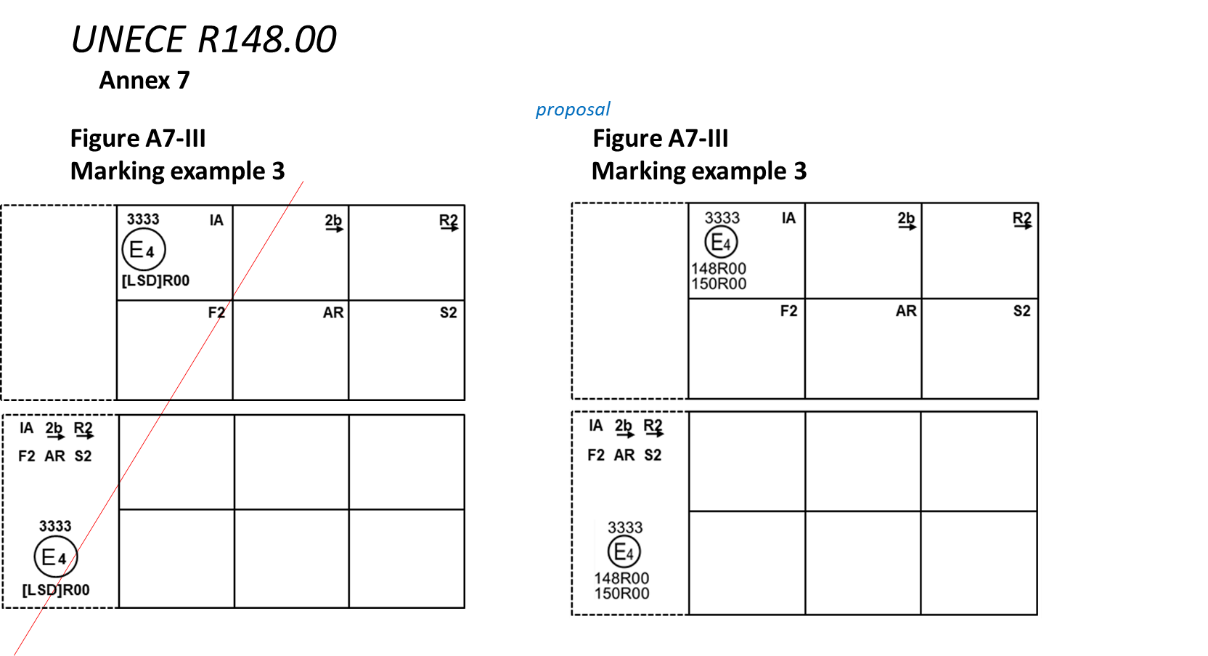 UNECE R148.00
Annex 7
proposal
Figure A7-III
Marking example 3
3333 IA 2b R2
E4
[LSD]R00
F2 AR S2
IA 2b R2
F2 AR S2
3333
E4
[LSD]R00
Figure A7-III
Marking example 3
3333 IA 2b R2
E4
148R00
150R00
F2 AR S2
IA 2b R2
F2 AR S2
3333
E4
148R00
150R00